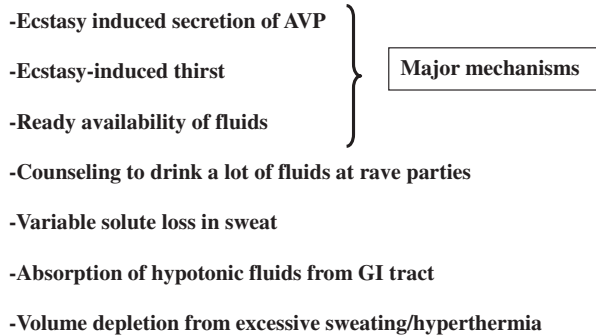 -Ecstasy induced secretion of AVP
-Ecstasy-induced thirst
Major mechanisms
-Ready availability of fluids
-Counseling to drink a lot of fluids at rave parties
-Variable solute loss in sweat
-Absorption of hypotonic fluids from GI tract
-Volume depletion from excessive sweating/hyperthermia